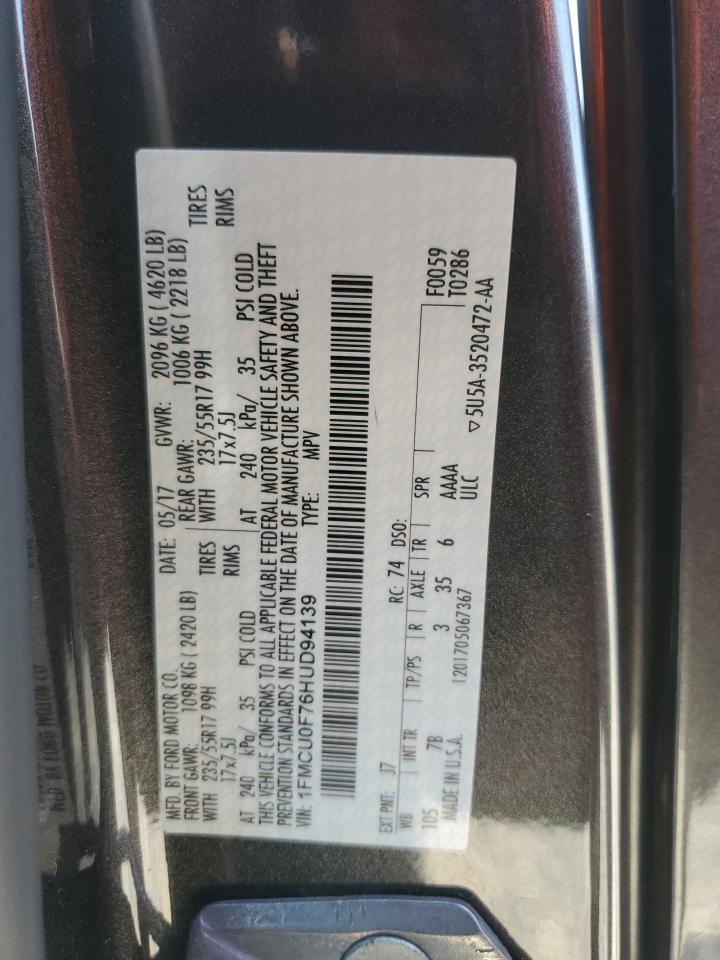 MFD. BY FORD MOTOR CO.
DATE: 05/17 GVWR: 2096 KG ( 4620 LB)
FRONT GAWR: 1098 KG ( 2420 LB) REAR GAWR: 1006 KG ( 2218 LB)
WITH 235/55R17 99H TIRES WITH 235/55R17 99H TIRES
17x7.5J RIMS 17x7.5J RIMS
AT 240 kPa/ 35 PSI COLD AT 240 kPa/ 35 PSI COLD
THIS VEHICLE CONFORMS TO ALL APPLICABLE FEDERAL MOTOR VEHICLE SAFETY AND THEFT
PREVENTION STANDARDS IN EFFECT ON THE DATE OF MANUFACTURE SHOWN ABOVE.
VIN: 1FMCU0F76HUD94139 TYPE: MPV
EXT PNT: J7 RC: 74 DSO: F0059
WB INT TR TP/PS R AXLE TR SPR T0286
105 7B 3 35 6 AAAA
MADE IN U.S.A. 1201705067367 ULC
▽5U5A-3520472-AA